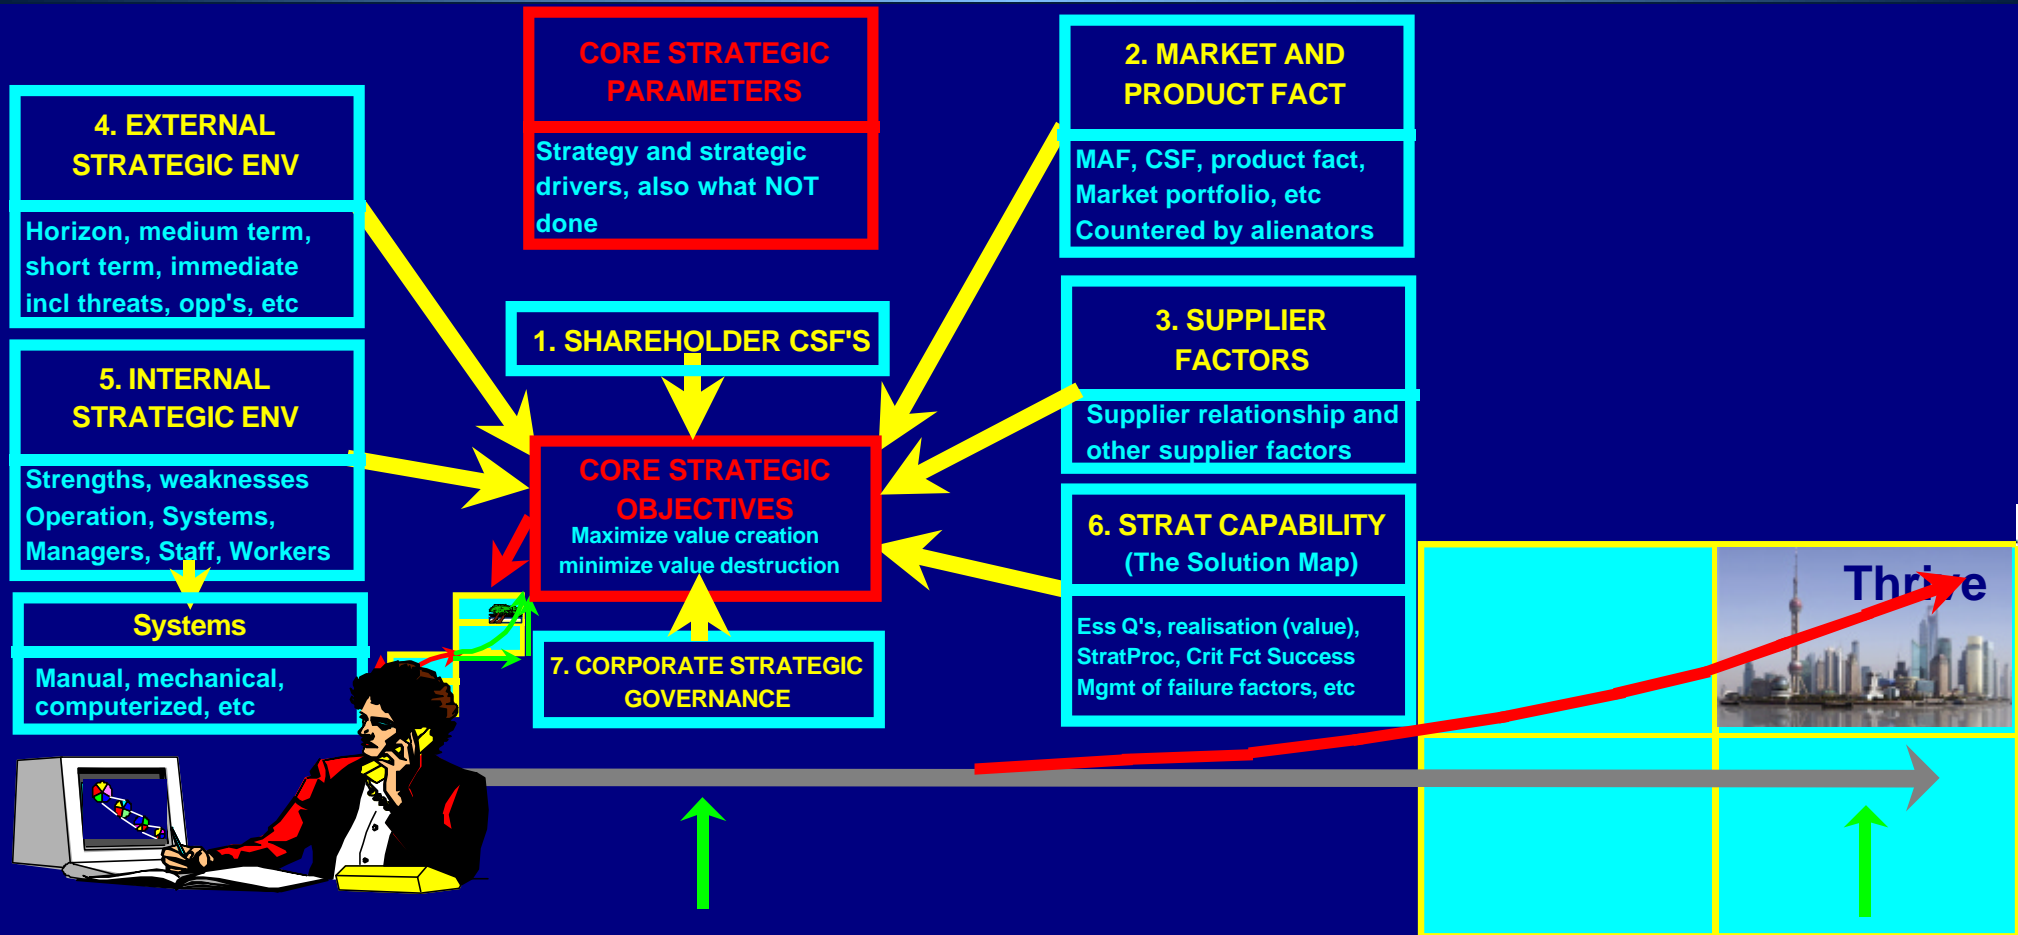 CORE STRATEGIC
PARAMETERS
Strategy and strategic
drivers, also what NOT
done
2. MARKET AND
PRODUCT FACT
MAF, CSF, product fact,
Market portfolio, etc
Countered by alienators
4. EXTERNAL
STRATEGIC ENV
Horizon, medium term,
short term, immediate
incl threats, opp's, etc
1. SHAREHOLDER CSF'S
3. SUPPLIER
FACTORS
Supplier relationship and
other supplier factors
5. INTERNAL
STRATEGIC ENV
Strengths, weaknesses
Operation, Systems,
Managers, Staff, Workers
CORE STRATEGIC
OBJECTIVES
Maximize value creation
minimize value destruction
6. STRAT CAPABILITY
(The Solution Map)
Ess Q's, realisation (value),
StratProc, Crit Fct Success
Mgmt of failure factors, etc
Systems
Manual, mechanical,
computerized, etc
7. CORPORATE STRATEGIC
GOVERNANCE
Thrive